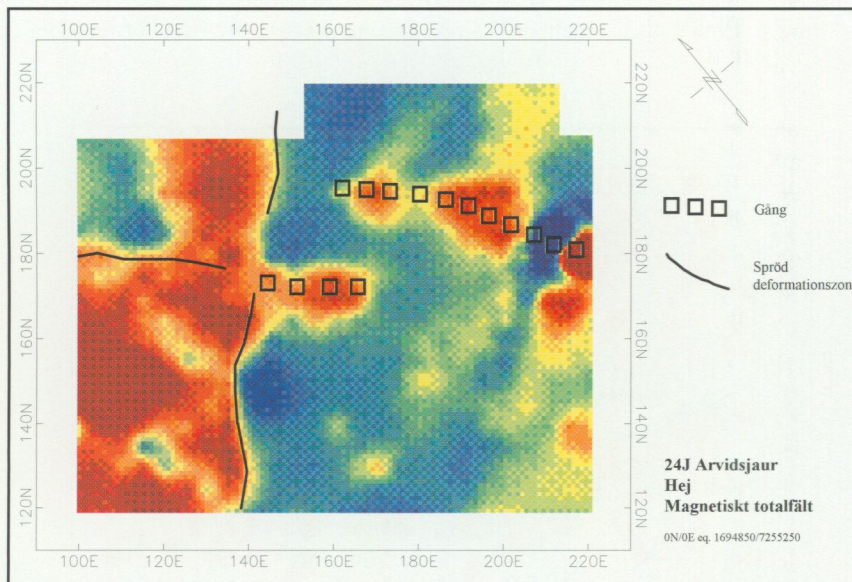 100E 120E 140E 160E 180E 200E 220E
220N 220N
200N 200N
180N 180N
160N 160N
140N 140N
120N 120N
100E 120E 140E 160E 180E 200E 220E
Gång
Spröd
deformationszon
24J Arvidsjaur
Hej
Magnetiskt totalfält
0N/0E eq. 1694850/7255250